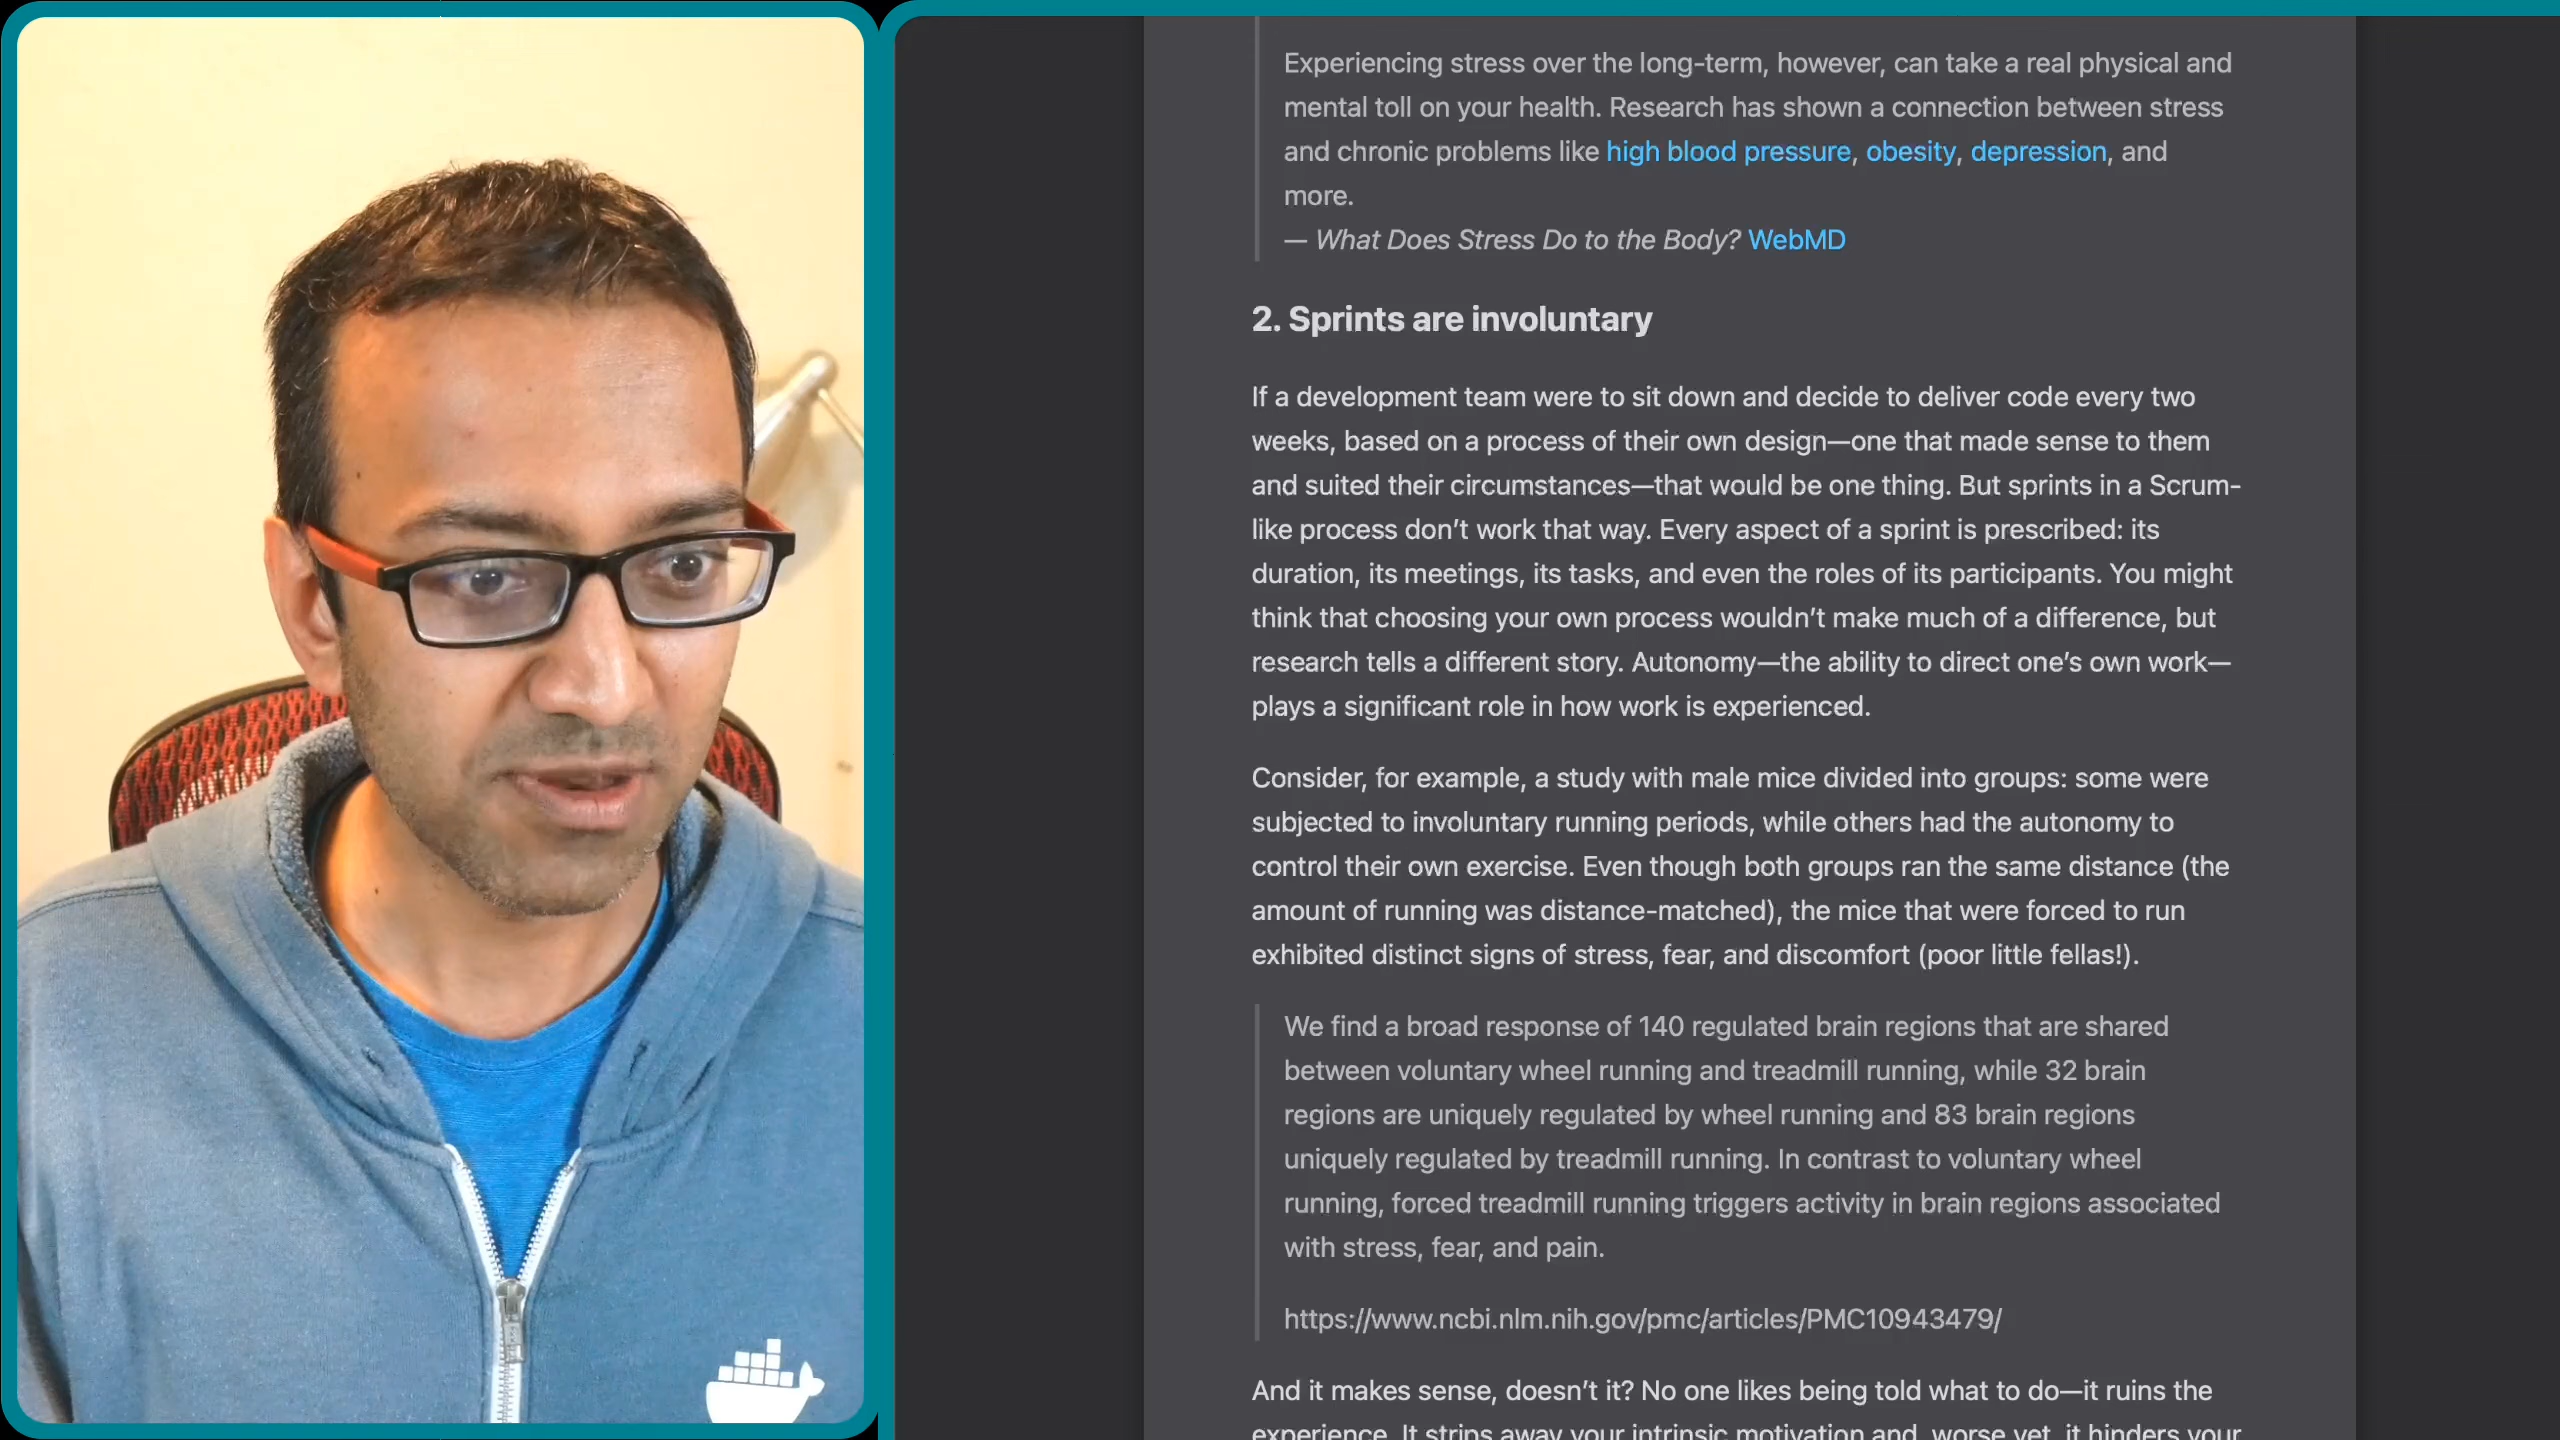 Experiencing stress over the long-term, however, can take a real physical and
mental toll on your health. Research has shown a connection between stress
and chronic problems like high blood pressure, obesity, depression, and
more.
— What Does Stress Do to the Body? WebMD
2. Sprints are involuntary
If a development team were to sit down and decide to deliver code every two
weeks, based on a process of their own design—one that made sense to them
and suited their circumstances—that would be one thing. But sprints in a Scrum-
like process don’t work that way. Every aspect of a sprint is prescribed: its
duration, its meetings, its tasks, and even the roles of its participants. You might
think that choosing your own process wouldn’t make much of a difference, but
research tells a different story. Autonomy—the ability to direct one’s own work—
plays a significant role in how work is experienced.
Consider, for example, a study with male mice divided into groups: some were
subjected to involuntary running periods, while others had the autonomy to
control their own exercise. Even though both groups ran the same distance (the
amount of running was distance-matched), the mice that were forced to run
exhibited distinct signs of stress, fear, and discomfort (poor little fellas!).
We find a broad response of 140 regulated brain regions that are shared
between voluntary wheel running and treadmill running, while 32 brain
regions are uniquely regulated by wheel running and 83 brain regions
uniquely regulated by treadmill running. In contrast to voluntary wheel
running, forced treadmill running triggers activity in brain regions associated
with stress, fear, and pain.
https://www.ncbi.nlm.nih.gov/pmc/articles/PMC10943479/
And it makes sense, doesn’t it? No one likes being told what to do—it ruins the
experience. It strips away your intrinsic motivation and, worse yet, it hinders your